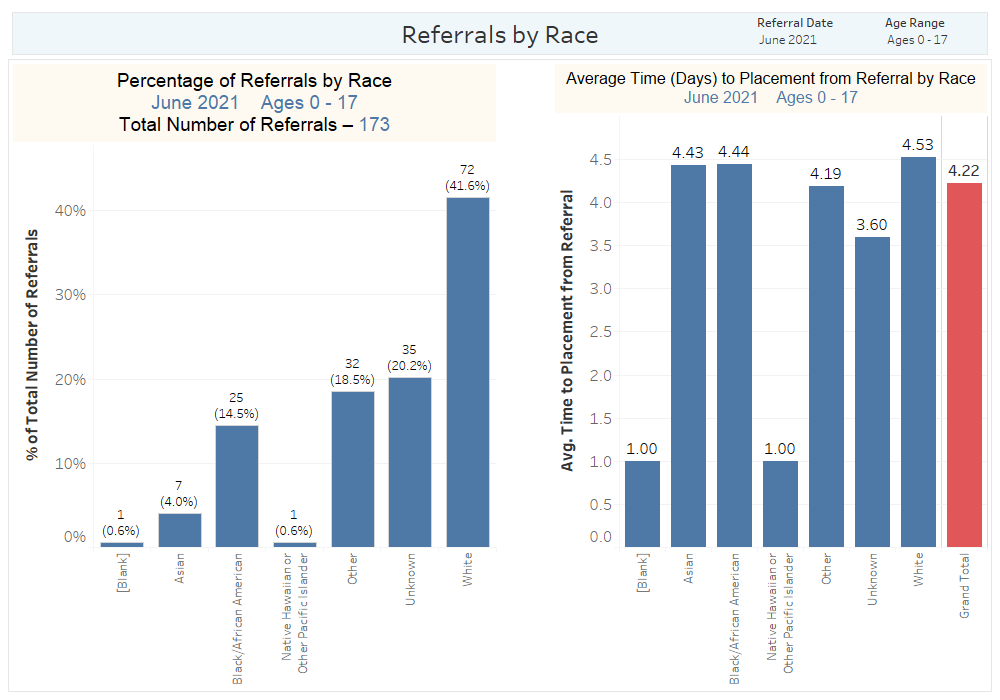 Referrals by Race
Referral Date
June 2021
Age Range
Ages 0 - 17
Percentage of Referrals by Race
June 2021 Ages 0 - 17
Total Number of Referrals – 173
% of Total Number of Referrals
40%
30%
20%
10%
0%
1
(0.6%)
7
(4.0%)
25
(14.5%)
1
(0.6%)
32
(18.5%)
35
(20.2%)
72
(41.6%)
[Blank]
Asian
Black/African American
Native Hawaiian or
Other Pacific Islander
Other
Unknown
White
Average Time (Days) to Placement from Referral by Race
June 2021 Ages 0 - 17
Avg. Time to Placement from Referral
4.5
4.0
3.5
3.0
2.5
2.0
1.5
1.0
0.5
0.0
1.00
4.43
4.44
1.00
4.19
3.60
4.53
4.22
[Blank]
Asian
Black/African American
Native Hawaiian or
Other Pacific Islander
Other
Unknown
White
Grand Total